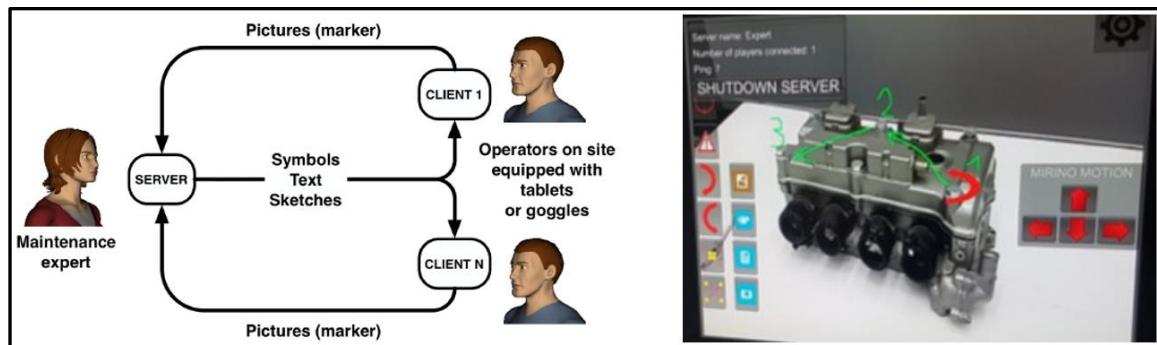 Pictures (marker)
CLIENT 1
SERVER
Symbols
Text
Sketches
Operators on site
equipped with
tablets
or goggles
Maintenance
expert
CLIENT N
Pictures (marker)
Server name: Expert
Number of players connected: 1
Ping ?
SHUTDOWN SERVER
2
3
1
MIRINO MOTION